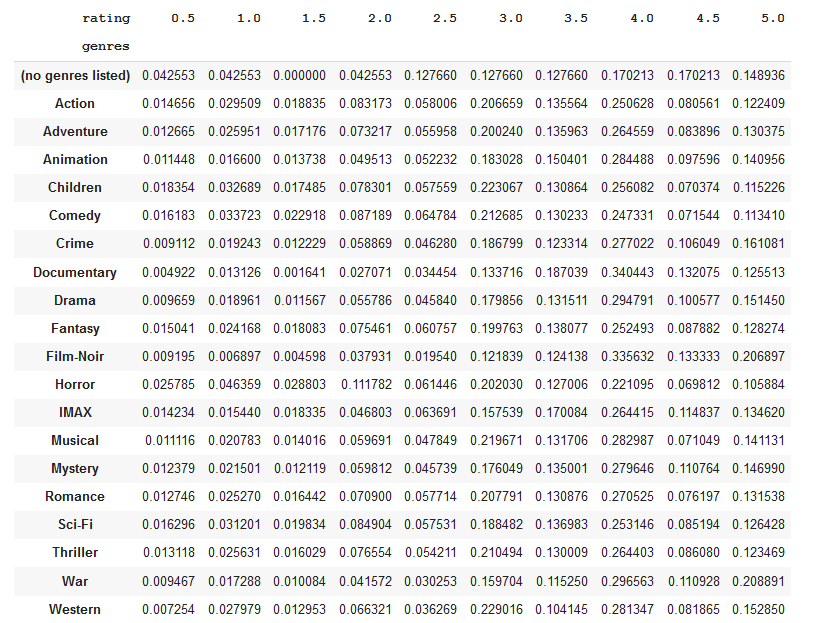 rating 0.5 1.0 1.5 2.0 2.5 3.0 3.5 4.0 4.5 5.0
genres
(no genres listed) 0.042553 0.042553 0.000000 0.042553 0.127660 0.127660 0.127660 0.170213 0.170213 0.148936
Action 0.014656 0.029509 0.018835 0.083173 0.058006 0.206659 0.135564 0.250628 0.080561 0.122409
Adventure 0.012665 0.025951 0.017176 0.073217 0.055958 0.200240 0.135963 0.264559 0.083896 0.130375
Animation 0.011448 0.016600 0.013738 0.049513 0.052232 0.183028 0.150401 0.284488 0.097596 0.140956
Children 0.018354 0.032689 0.017485 0.078301 0.057559 0.223067 0.130864 0.256082 0.070374 0.115226
Comedy 0.016183 0.033723 0.022918 0.087189 0.064784 0.212685 0.130233 0.247331 0.071544 0.113410
Crime 0.009112 0.019243 0.012229 0.058869 0.046280 0.186799 0.123314 0.277022 0.106049 0.161081
Documentary 0.004922 0.013126 0.001641 0.027071 0.034454 0.133716 0.187039 0.340443 0.132075 0.125513
Drama 0.009659 0.018961 0.011567 0.055786 0.045840 0.179856 0.131511 0.294791 0.100577 0.151450
Fantasy 0.015041 0.024168 0.018083 0.075461 0.060757 0.199763 0.138077 0.252493 0.087882 0.128274
Film-Noir 0.009195 0.006897 0.004598 0.037931 0.019540 0.121839 0.124138 0.335632 0.133333 0.206897
Horror 0.025785 0.046359 0.028803 0.111782 0.061446 0.202030 0.127006 0.221095 0.069812 0.105884
IMAX 0.014234 0.015440 0.018335 0.046803 0.063691 0.157539 0.170084 0.264415 0.114837 0.134620
Musical 0.011116 0.020783 0.014016 0.059691 0.047849 0.219671 0.131706 0.282987 0.071049 0.141131
Mystery 0.012379 0.021501 0.012119 0.059812 0.045739 0.176049 0.135001 0.279646 0.110764 0.146990
Romance 0.012746 0.025270 0.016442 0.070900 0.057714 0.207791 0.130876 0.270525 0.076197 0.131538
Sci-Fi 0.016296 0.031201 0.019834 0.084904 0.057531 0.188482 0.136983 0.253146 0.085194 0.126428
Thriller 0.013118 0.025631 0.016029 0.076554 0.054211 0.210494 0.130009 0.264403 0.086080 0.123469
War 0.009467 0.017288 0.010084 0.041572 0.030253 0.159704 0.115250 0.296563 0.110928 0.208891
Western 0.007254 0.027979 0.012953 0.066321 0.036269 0.229016 0.104145 0.281347 0.081865 0.152850